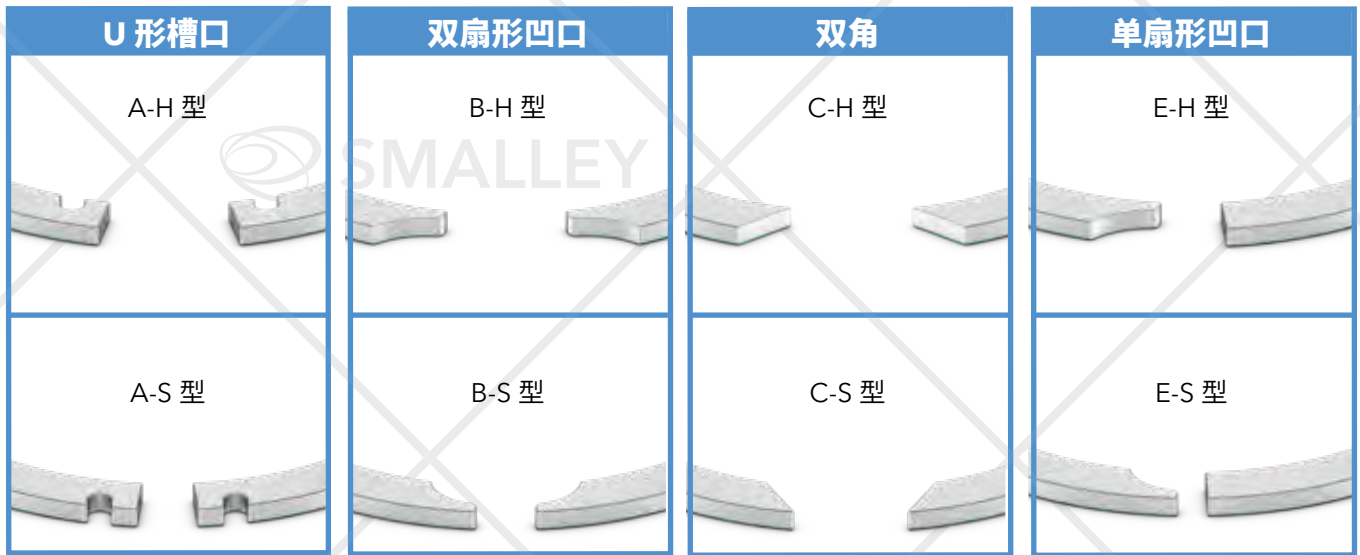 U 形槽口
双扇形凹口
双角
单扇形凹口
A-H 型
B-H 型
C-H 型
E-H 型
SMALLEY
A-S 型
B-S 型
C-S 型
E-S 型